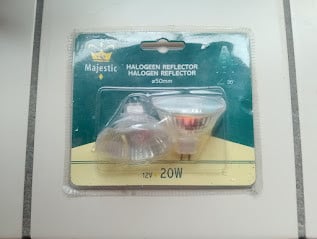 Majestic
HALOGEEN REFLECTOR
HALOGEN REFLECTOR
ø50mm
12V - 20W